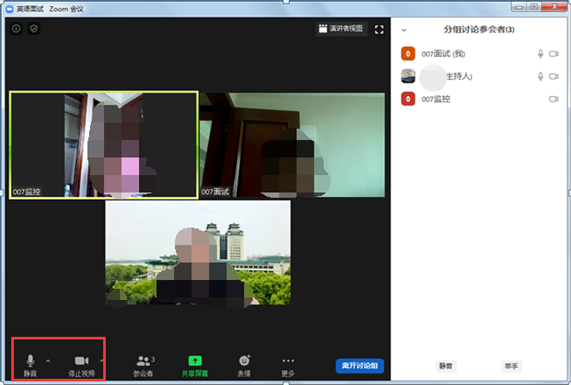 英语面试 Zoom 会议
演讲者视图
分组讨论参会者(3)
007面试 (我)
主持人)
007监控
007监控
007面试
静音
停止视频
参会者
3
共享屏幕
表情
更多
离开讨论组
静音
举手